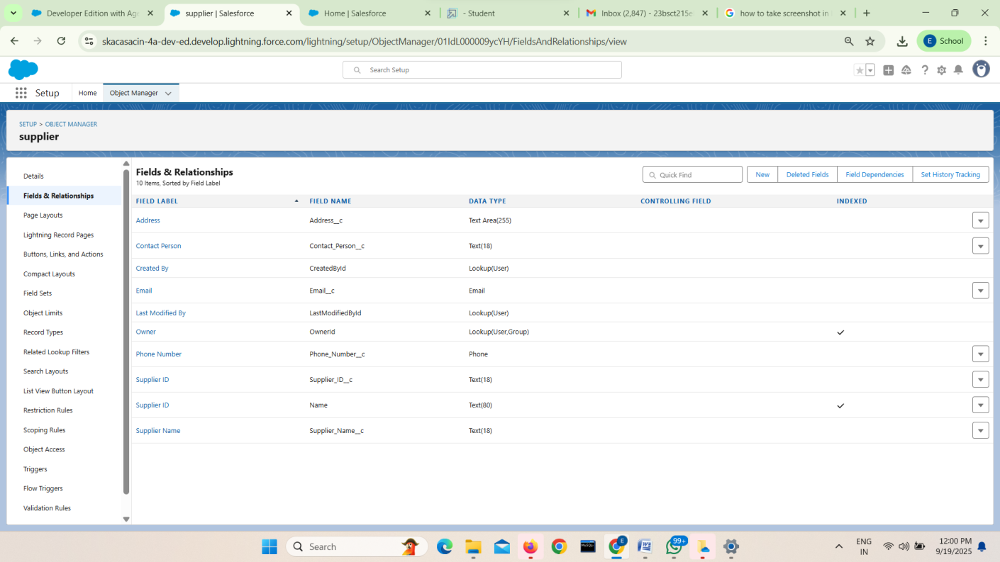 Developer Edition with Age
supplier | Salesforce
Home | Salesforce
- Student
Inbox (2,847) - 23bsct215e
how to take screenshot in
skacasacin-4a-dev-ed.develop.lightning.force.com/lightning/setup/ObjectManager/01IdL000009ycYH/FieldsAndRelationships/view
E School
Search Setup
Setup Home Object Manager
SETUP > OBJECT MANAGER
supplier
Details
Fields & Relationships
Page Layouts
Lightning Record Pages
Buttons, Links, and Actions
Compact Layouts
Field Sets
Object Limits
Record Types
Related Lookup Filters
Search Layouts
List View Button Layout
Restriction Rules
Scoping Rules
Object Access
Triggers
Flow Triggers
Validation Rules
Fields & Relationships
10 Items, Sorted by Field Label
Quick Find
New
Deleted Fields
Field Dependencies
Set History Tracking
FIELD LABEL FIELD NAME DATA TYPE CONTROLLING FIELD INDEXED
Address Address__c Text Area(255)
Contact Person Contact_Person__c Text(18)
Created By CreatedById Lookup(User)
Email Email__c Email
Last Modified By LastModifiedById Lookup(User)
Owner OwnerId Lookup(User,Group)
Phone Number Phone_Number__c Phone
Supplier ID Supplier_ID__c Text(18)
Supplier ID Name Text(80)
Supplier Name Supplier_Name__c Text(18)
Search
MySQL
E
99+
ENG
IN
12:00 PM
9/19/2025